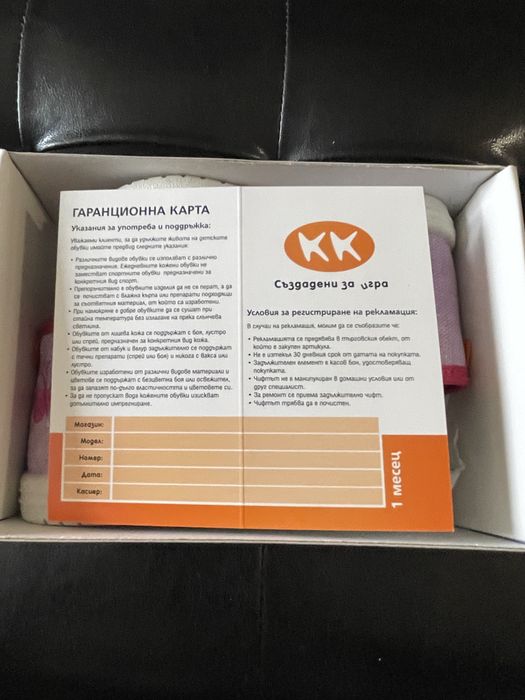 ГАРАНЦИОННА КАРТА
Указания за употреба и поддръжка:
Уважаеми клиенти, за да удължите живота на детските
обувки имайте предвид следните указания:
• Различните видове обувки се използват с различно
предназначение. Ежедневните кожени обувки не
заместват спортните обувки предназначени за
конкретния вид спорт.
• Препоръчително е обувните изделия да не се перат, а да
се почистват с влажна кърпа или препарати подходящи
за съответния материал, от който са изработени.
• При намокряне е добре обувките да се сушат при
стайна температура без излагане на пряка слънчева
светлина.
• Обувките от лицева кожа се поддържат с боя, лустро
или спрей, предназначен за конкретния вид кожа.
• Обувките от набук и велур задължително се поддържат
с течни препарати (спрей или боя) и никога с вакса или
лустро.
• Обувките изработени от различни видове материали и
цветове се поддържат с безцветна боя или освежител,
за да запазят по-дълго еластичността и цветовете си.
• За да не пропускат вода кожените обувки изискват
допълнително импрегниране.
KK
Създадени за игра
Условия за регистриране на рекламация:
В случаи на рекламация, молим да се съобразите че:
• Рекламацията се предявява в търговския обект, от
който е закупен артикула.
• Не е изтекъл 30 дневния срок от датата на покупката.
• Задължителен елемент е касов бон, удостоверяващ
покупката.
• Чифтът не е манипулиран в домашни условия или от
друг специалист.
• За ремонт се приема задължително чифт.
• Чифтът трябва да е почистен.
Магазин:
Модел:
Номер:
Дата:
Касиер:
1 месец